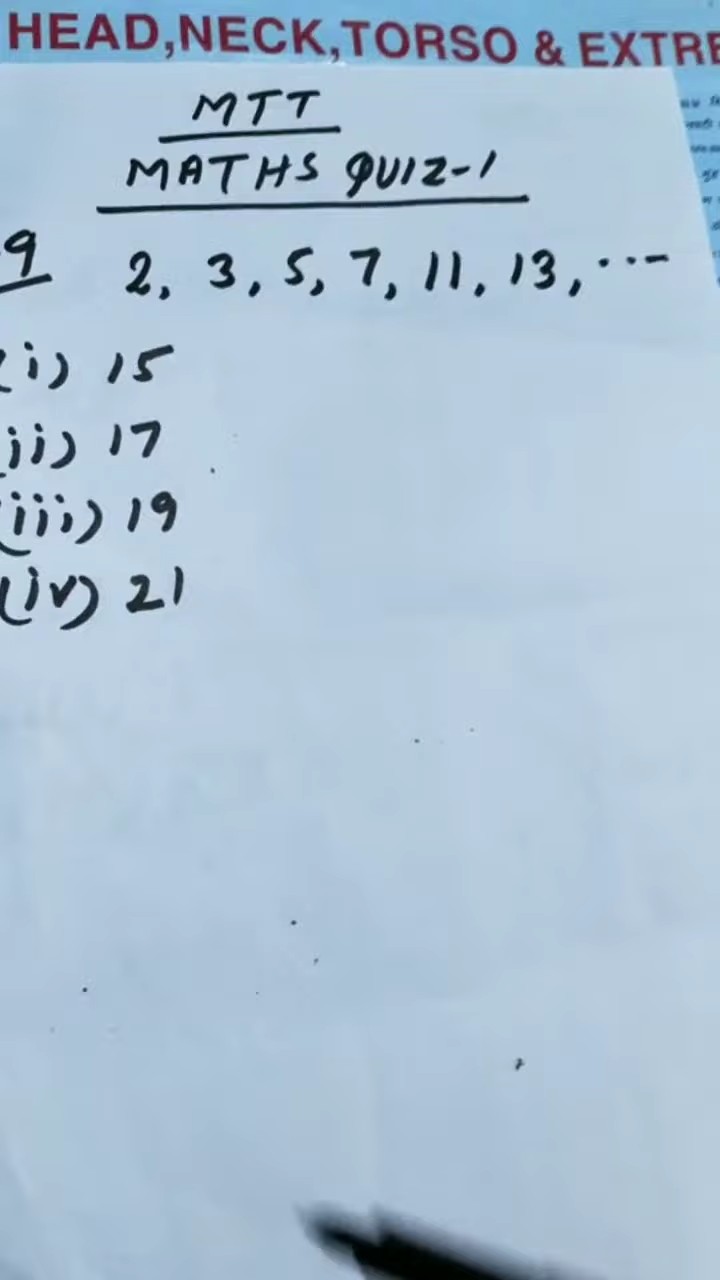 HEAD,NECK,TORSO & EXTRE
MTT
MATHS QUIZ-1
9 2, 3, 5, 7, 11, 13, ...
(i) 15
(ii) 17
(iii) 19
(iv) 21